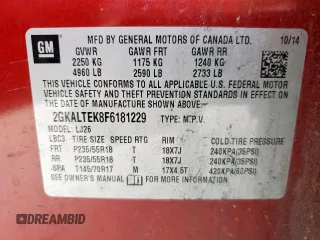 GM
MFD BY GENERAL MOTORS OF CANADA LTD. 10/14
GVWR GAWR FRT GAWR RR
2250 KG 1175 KG 1240 KG
4960 LB 2590 LB 2733 LB
THIS VEHICLE CONFORMS TO ALL APPLICABLE U.S. FEDERAL
MOTOR VEHICLE SAFETY
STANDARDS IN EFFECT ON THE DATE OF MANUFACTURE SHOWN ABOVE.
2GKALTEK8F6181229 TYPE: M.P.V.
MODEL: LJ26
LBC3 TIRE SIZE SPEED RTG RIM COLD TIRE PRESSURE
FRT P235/55R18 T 18X7J 240KPA(35PSI)
RR P235/55R18 T 18X7J 240KPA(35PSI)
SPA T145/70R17 M 17X4.5T 420KPA(60PSI)
SEE OWNER'S MANUAL FOR ADDITIONAL INFORMATION.
DREAMBID